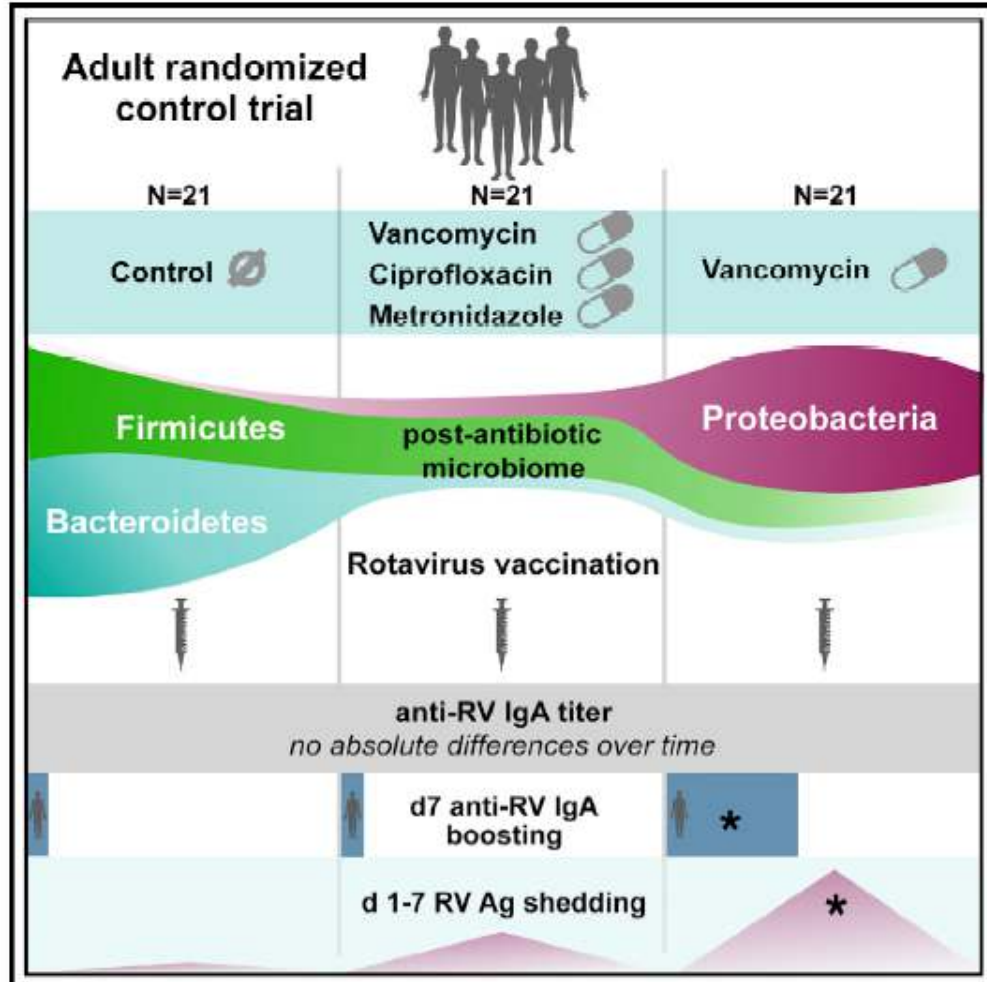 Adult randomized
control trial
N=21
N=21
N=21
Control
Vancomycin
Ciprofloxacin
Metronidazole
Vancomycin
Firmicutes
Bacteroidetes
post-antibiotic
microbiome
Proteobacteria
Rotavirus vaccination
anti-RV IgA titer
no absolute differences over time
d7 anti-RV IgA
boosting
*
d 1-7 RV Ag shedding
*